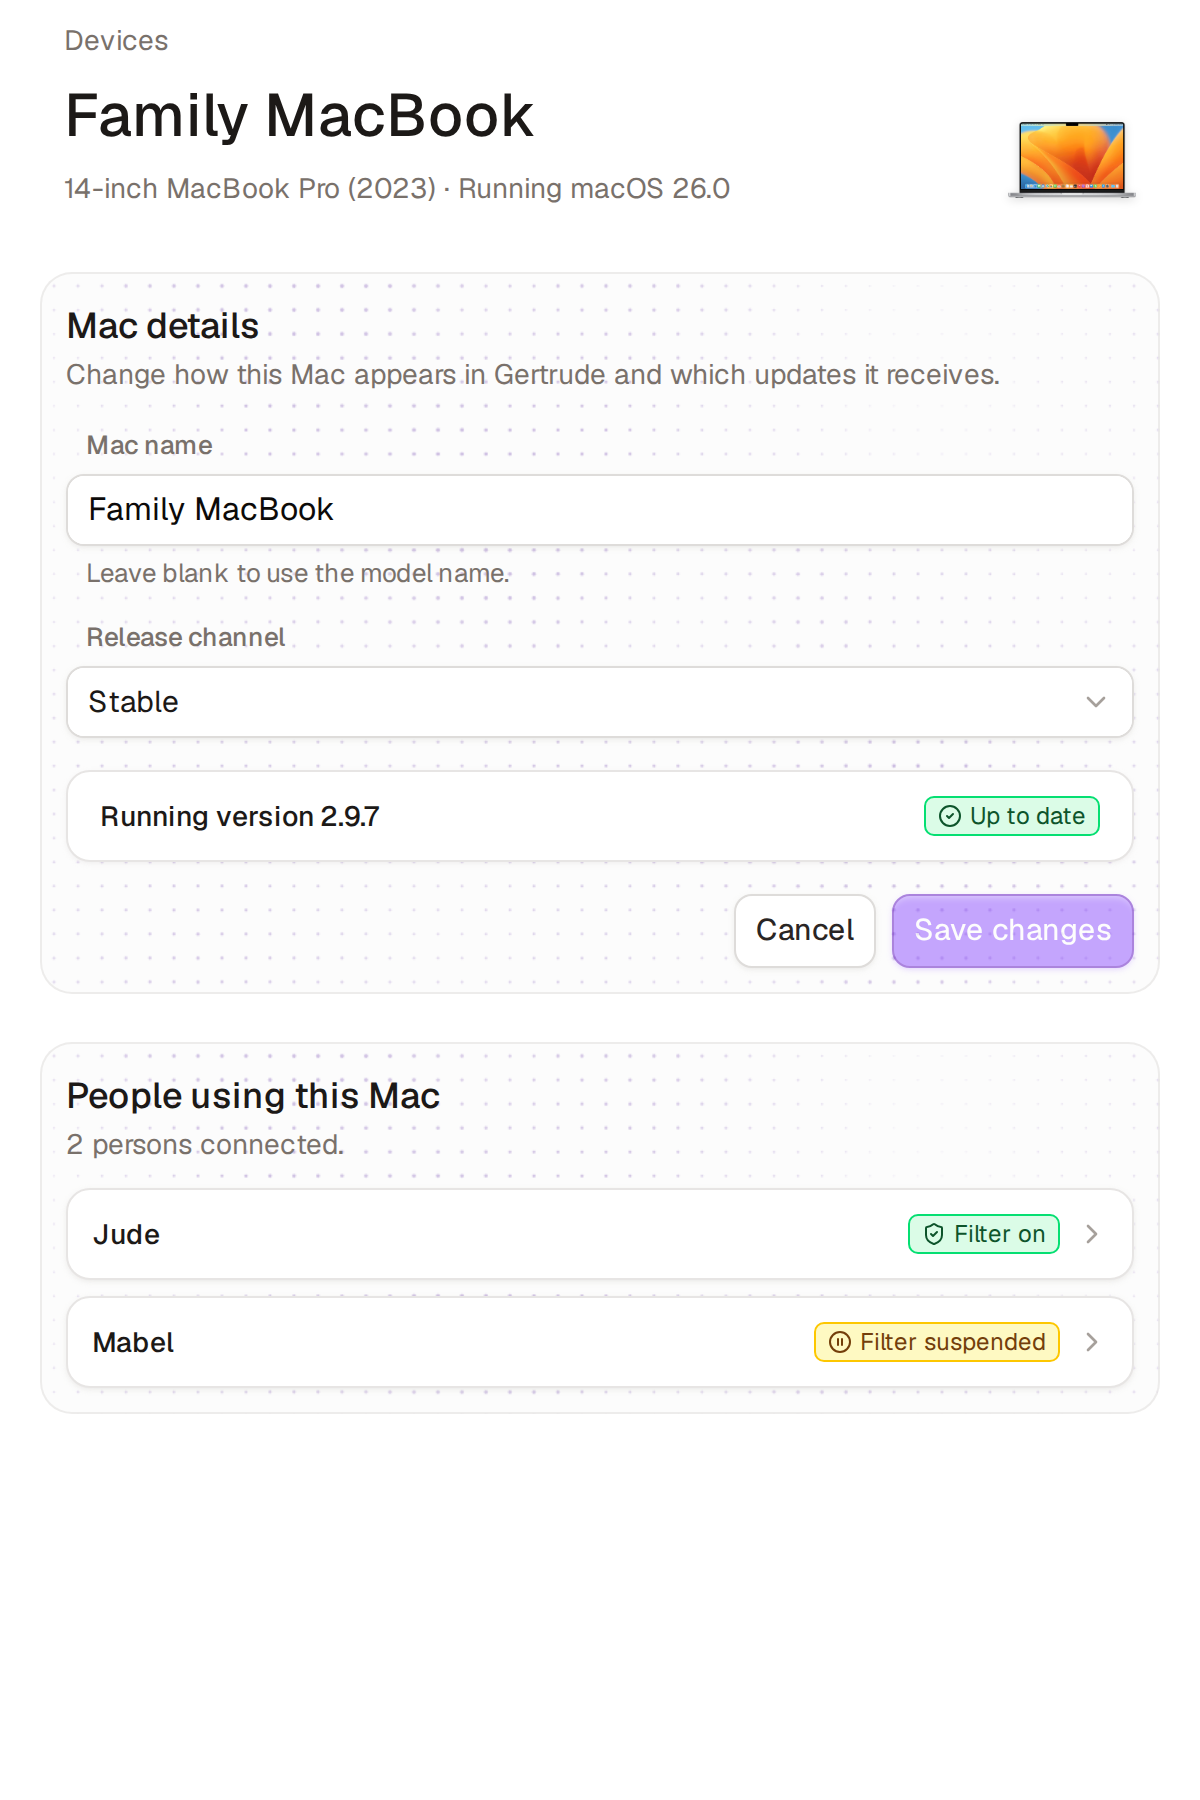 Devices
Family MacBook
14-inch MacBook Pro (2023) · Running macOS 26.0
Mac details
Change how this Mac appears in Gertrude and which updates it receives.
Mac name
Family MacBook
Leave blank to use the model name.
Release channel
Stable
Running version 2.9.7
Up to date
Cancel
Save changes
People using this Mac
2 persons connected.
Jude
Filter on
Mabel
Filter suspended